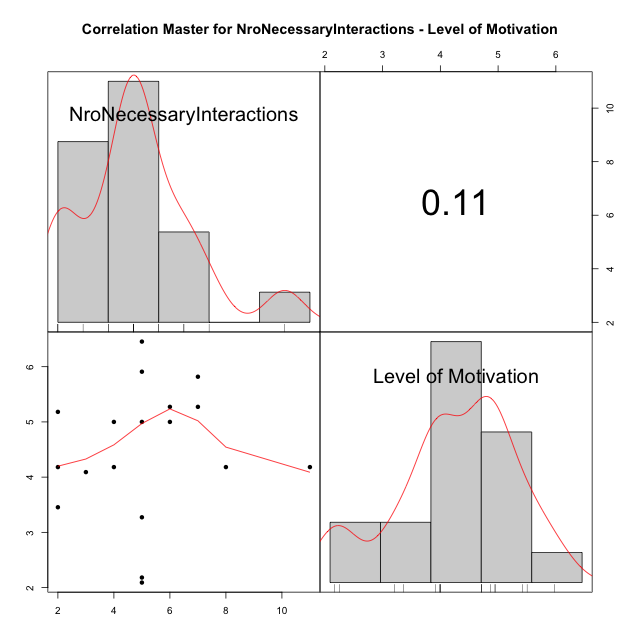 Correlation Master for NroNecessaryInteractions - Level of Motivation
2 3 4 5 6
NroNecessaryInteractions
0.11
10
8
6
4
2
Level of Motivation
6
5
4
3
2
2 4 6 8 10